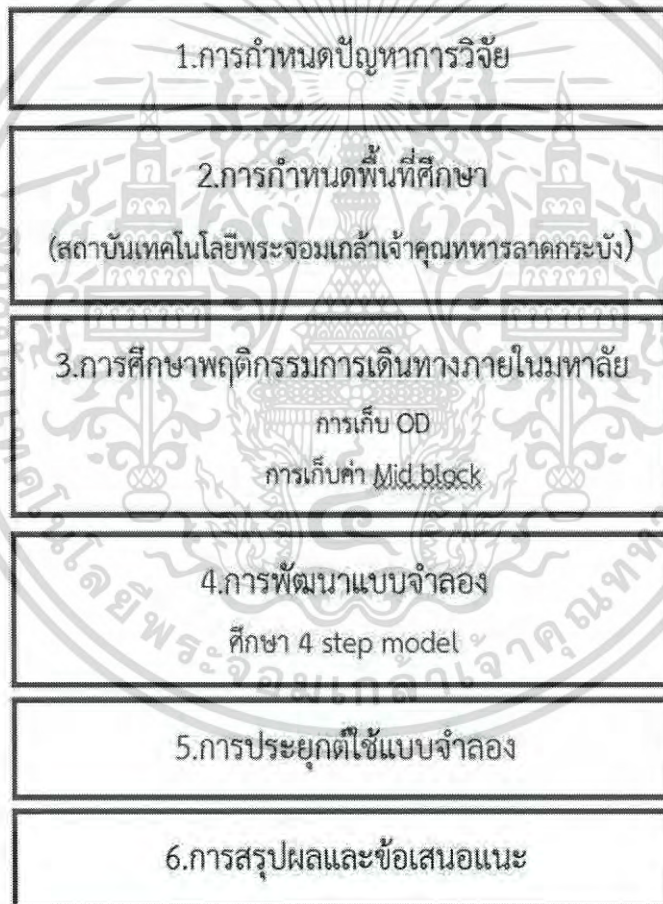 1.การกำหนดปัญหาการวิจัย
2.การกำหนดพื้นที่ศึกษา
(สถาบันเทคโนโลยีพระจอมเกล้าเจ้าคุณทหารลาดกระบัง)
3.การศึกษาพฤติกรรมการเดินทางภายในมหาลัย
การเก็บ OD
การเก็บค่า Mid block
4.การพัฒนาแบบจำลอง
ศึกษา 4 step model
5.การประยุกต์ใช้แบบจำลอง
6.การสรุปผลและข้อเสนอแนะ